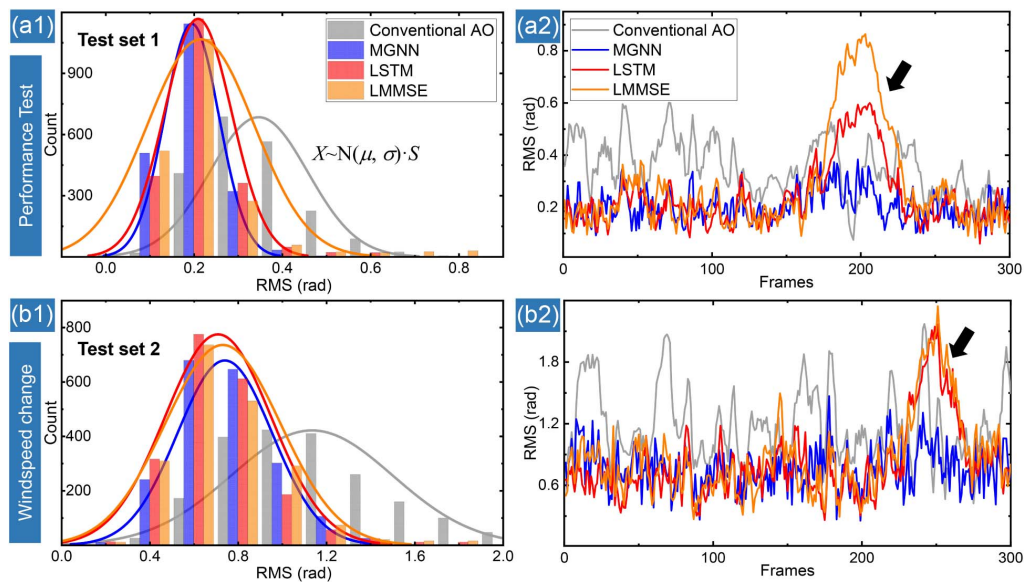 (a1)
Performance Test
Test set 1
Conventional AO
MGNN
LSTM
LMMSE
X~N(μ, σ)·S
Count
1200
900
600
300
0.0 0.2 0.4 0.6 0.8
RMS (rad)
(a2)
Conventional AO
MGNN
LSTM
LMMSE
RMS (rad)
0.8
0.6
0.4
0.2
0 100 200 300
Frames
(b1)
Windspeed change
Test set 2
Count
800
600
400
200
0.0 0.4 0.8 1.2 1.6 2.0
RMS (rad)
(b2)
RMS (rad)
1.8
1.2
0.6
0 100 200 300
Frames